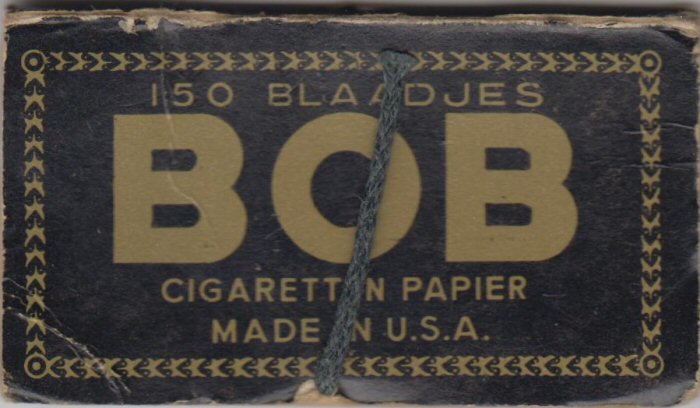 150 BLAADJES
BOB
CIGARETTEN PAPIER
MADE IN U.S.A.